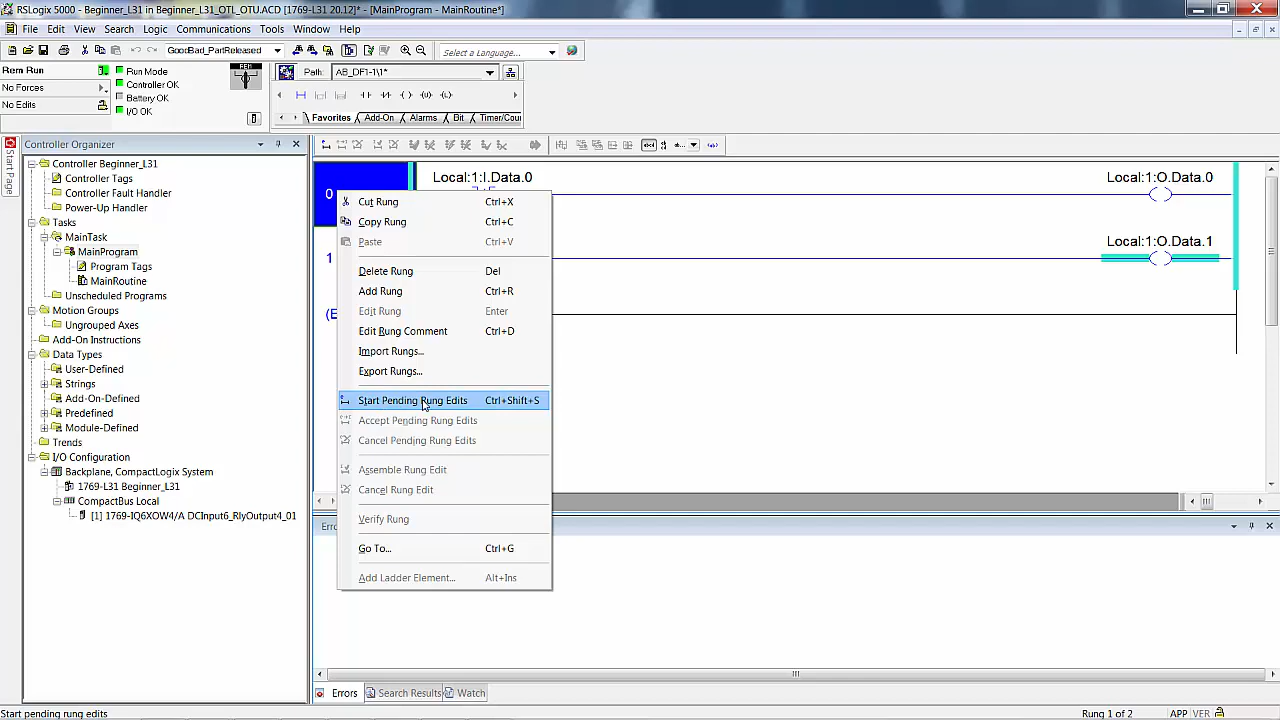 RSLogix 5000 - Beginner_L31 in Beginner_L31_OTL_OTU.ACD [1769-L31 20.12]* - [MainProgram - MainRoutine*]
File Edit View Search Logic Communications Tools Window Help
GoodBad_PartReleased
Select a Language...
Rem Run
No Forces
No Edits
Run Mode
Controller OK
Battery OK
I/O OK
REM
Path: AB_DF1-1\1*
Favorites Add-On Alarms Bit Timer/Cou
Start Page
Controller Organizer
Controller Beginner_L31
Controller Tags
Controller Fault Handler
Power-Up Handler
Tasks
MainTask
MainProgram
Program Tags
MainRoutine
Unscheduled Programs
Motion Groups
Ungrouped Axes
Add-On Instructions
Data Types
User-Defined
Strings
Add-On-Defined
Predefined
Module-Defined
Trends
I/O Configuration
Backplane, CompactLogix System
1769-L31 Beginner_L31
CompactBus Local
[1] 1769-IQ6XOW4/A DCInput6_RlyOutput4_01
0
Local:1:I.Data.0
Local:1:O.Data.0
1
Local:1:O.Data.1
(E
Cut Rung Ctrl+X
Copy Rung Ctrl+C
Paste Ctrl+V
Delete Rung Del
Add Rung Ctrl+R
Edit Rung Enter
Edit Rung Comment Ctrl+D
Import Rungs...
Export Rungs...
Start Pending Rung Edits Ctrl+Shift+S
Accept Pending Rung Edits
Cancel Pending Rung Edits
Assemble Rung Edit
Cancel Rung Edit
Verify Rung
Go To... Ctrl+G
Add Ladder Element... Alt+Ins
Erro
Errors Search Results Watch
Start pending rung edits
Rung 1 of 2 APP VER